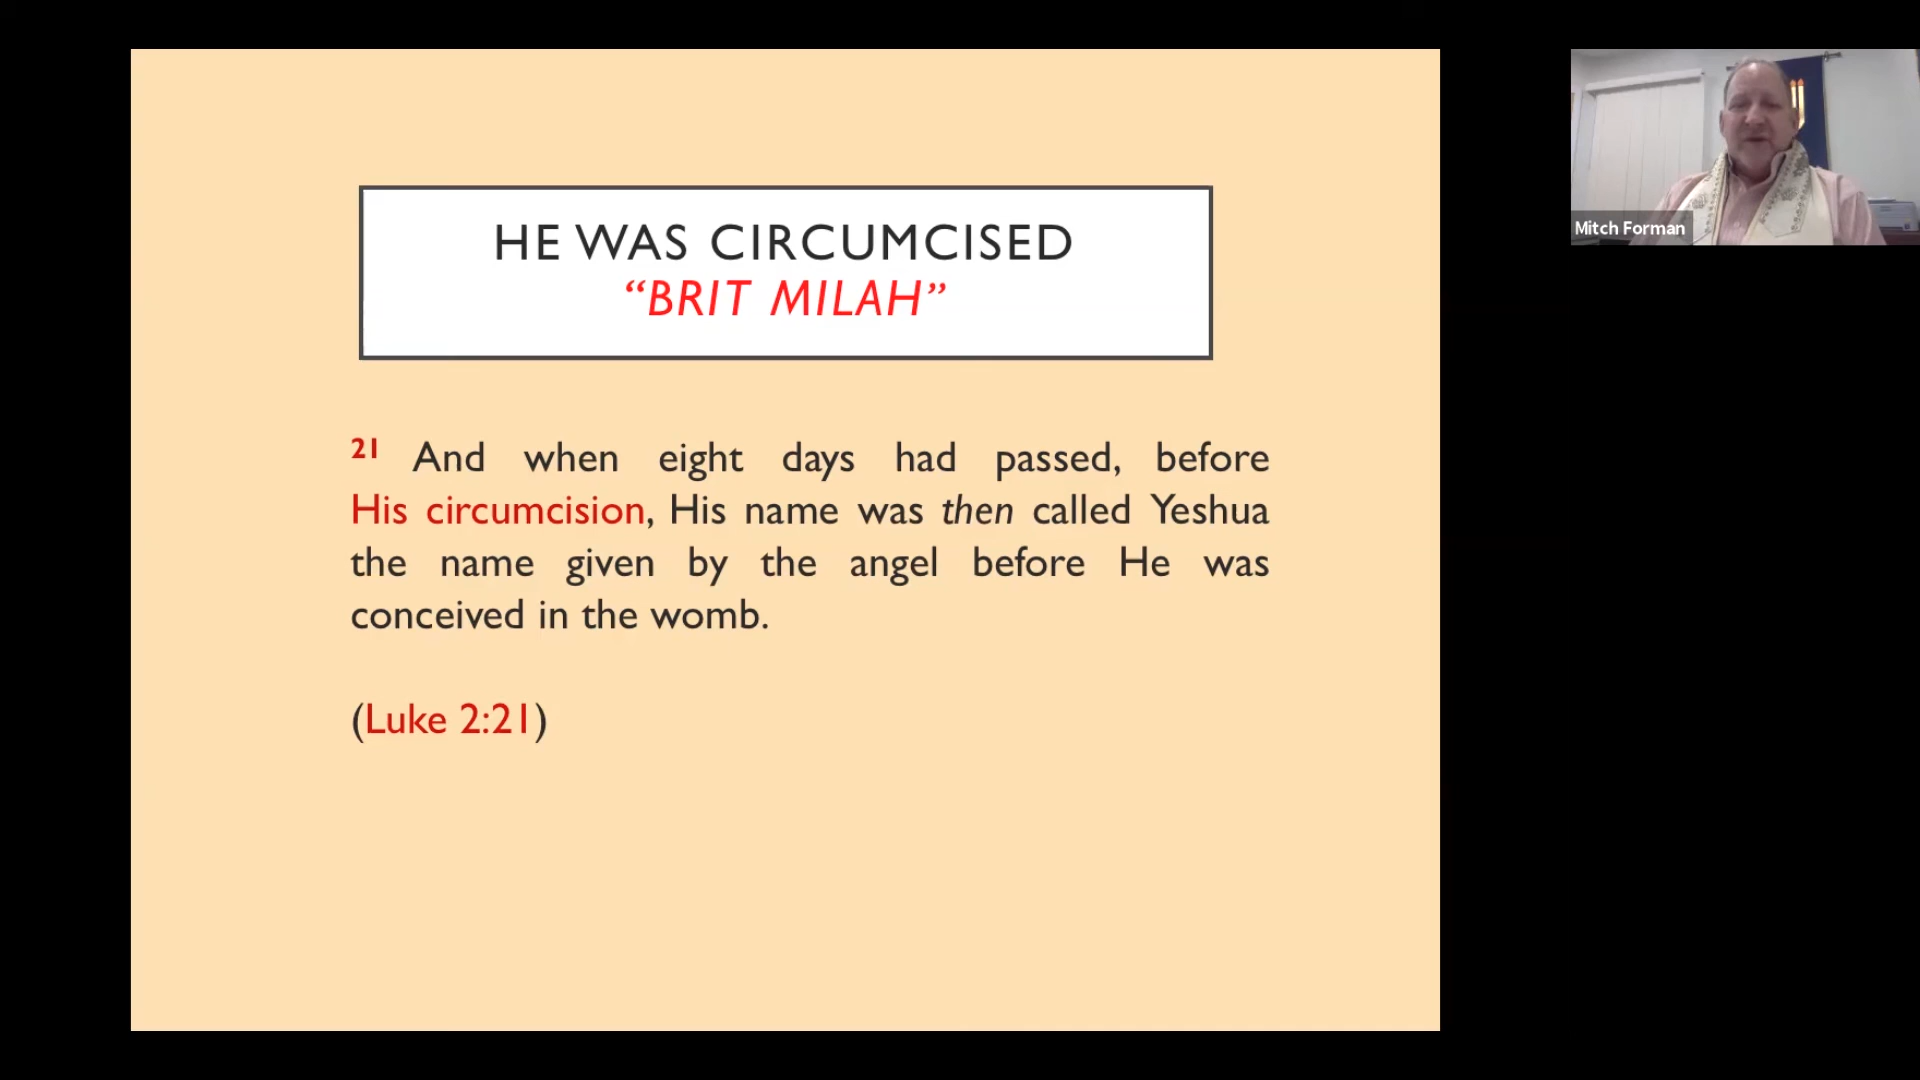 HE WAS CIRCUMCISED
“BRIT MILAH”
21 And when eight days had passed, before
His circumcision, His name was then called Yeshua
the name given by the angel before He was
conceived in the womb.
(Luke 2:21)
Mitch Forman